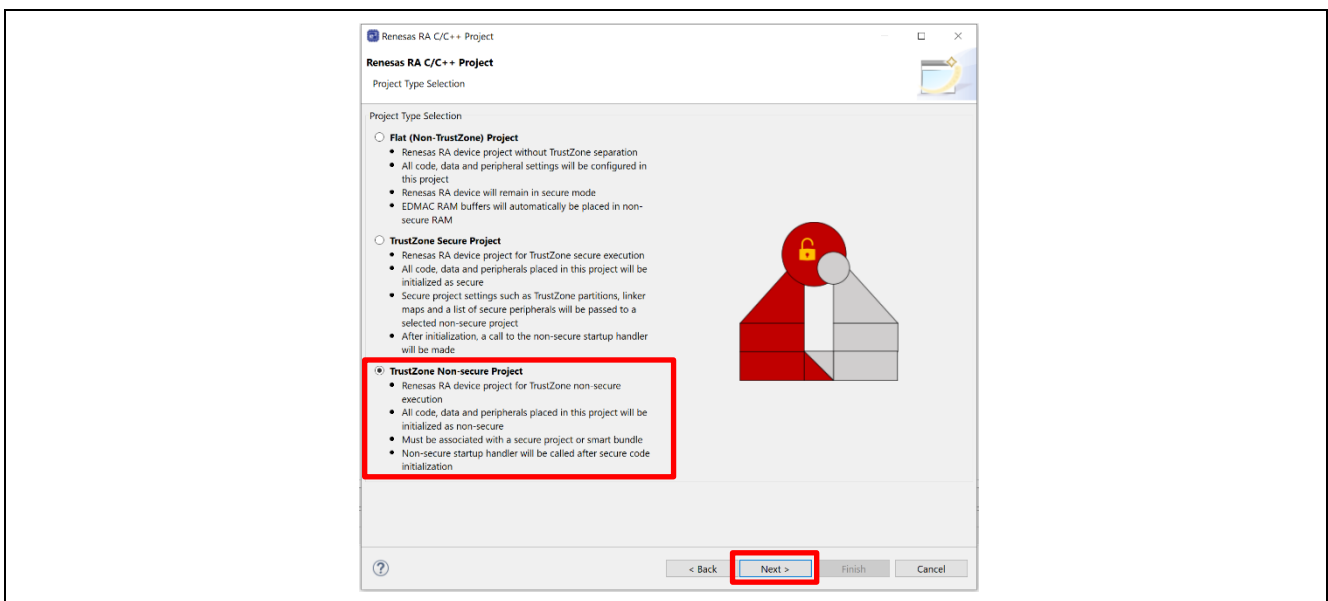 Renesas RA C/C++ Project
Renesas RA C/C++ Project
Project Type Selection
Project Type Selection
Flat (Non-TrustZone) Project
• Renesas RA device project without TrustZone separation
• All code, data and peripheral settings will be configured in
this project
• Renesas RA device will remain in secure mode
• EDMAC RAM buffers will automatically be placed in non-
secure RAM
TrustZone Secure Project
• Renesas RA device project for TrustZone secure execution
• All code, data and peripherals placed in this project will be
initialized as secure
• Secure project settings such as TrustZone partitions, linker
maps and a list of secure peripherals will be passed to a
selected non-secure project
• After initialization, a call to the non-secure startup handler
will be made
TrustZone Non-secure Project
• Renesas RA device project for TrustZone non-secure
execution
• All code, data and peripherals placed in this project will be
initialized as non-secure
• Must be associated with a secure project or smart bundle
• Non-secure startup handler will be called after secure code
initialization
? < Back Next > Finish Cancel